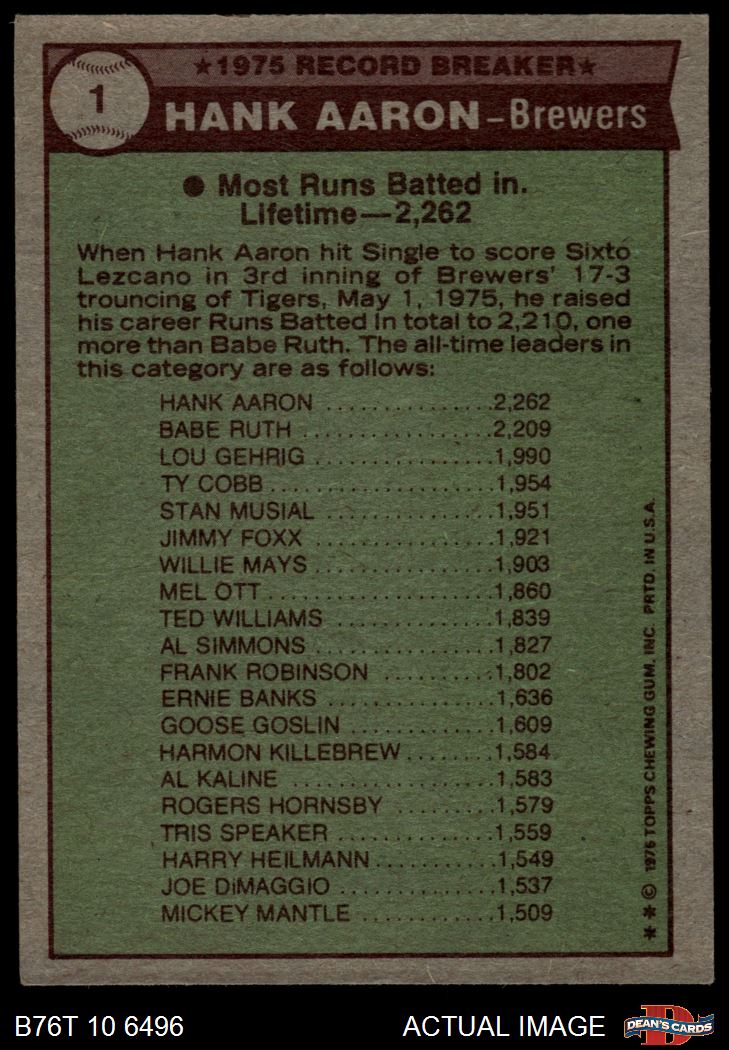 ★1975 RECORD BREAKER★
1
HANK AARON–Brewers
● Most Runs Batted in.
Lifetime—2,262
When Hank Aaron hit Single to score Sixto
Lezcano in 3rd inning of Brewers' 17-3
trouncing of Tigers, May 1, 1975, he raised
his career Runs Batted In total to 2,210, one
more than Babe Ruth. The all-time leaders in
this category are as follows:
HANK AARON ................2,262
BABE RUTH ..................2,209
LOU GEHRIG .................1,990
TY COBB.....................1,954
STAN MUSIAL ................1,951
JIMMY FOXX .................1,921
WILLIE MAYS.................1,903
MEL OTT.....................1,860
TED WILLIAMS ...............1,839
AL SIMMONS..................1,827
FRANK ROBINSON ..........1,802
ERNIE BANKS ................1,636
GOOSE GOSLIN ..............1,609
HARMON KILLEBREW........1,584
AL KALINE ...................1,583
ROGERS HORNSBY .........1,579
TRIS SPEAKER ...............1,559
HARRY HEILMANN............1,549
JOE DiMAGGIO ..............1,537
MICKEY MANTLE ............1,509
**© 1976 TOPPS CHEWING GUM, INC. PRTD. IN U.S.A.
B76T 10 6496 ACTUAL IMAGE
D
DEAN'S CARDS